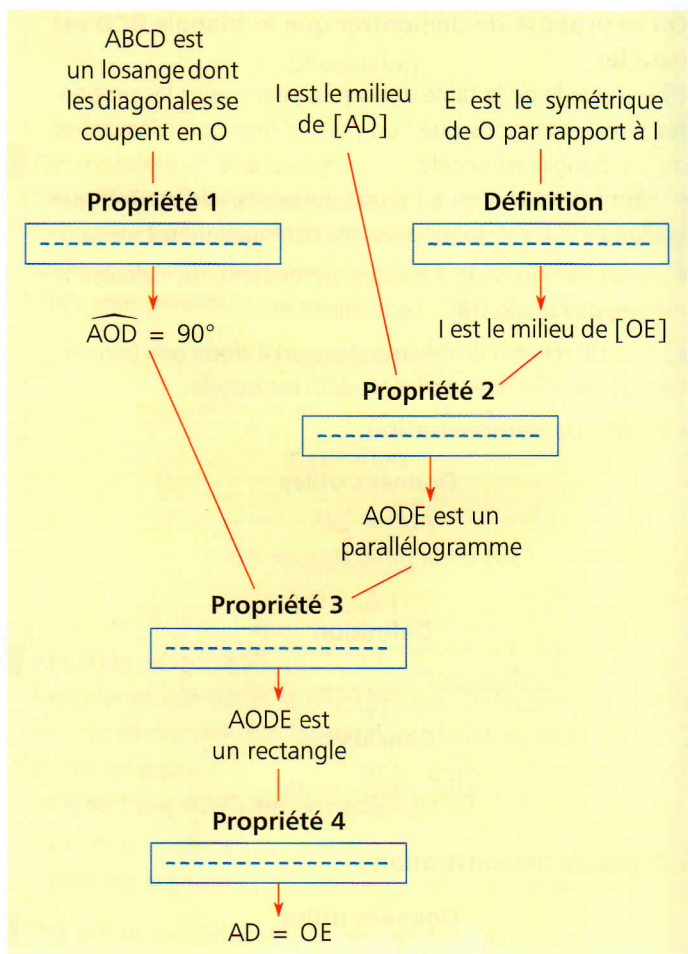 ABCD est
un losange dont
les diagonales se
coupent en O
I est le milieu
de [AD]
E est le symétrique
de O par rapport à I
Propriété 1
Définition
AOD = 90°
I est le milieu de [OE]
Propriété 2
AODE est un
parallélogramme
Propriété 3
AODE est
un rectangle
Propriété 4
AD = OE